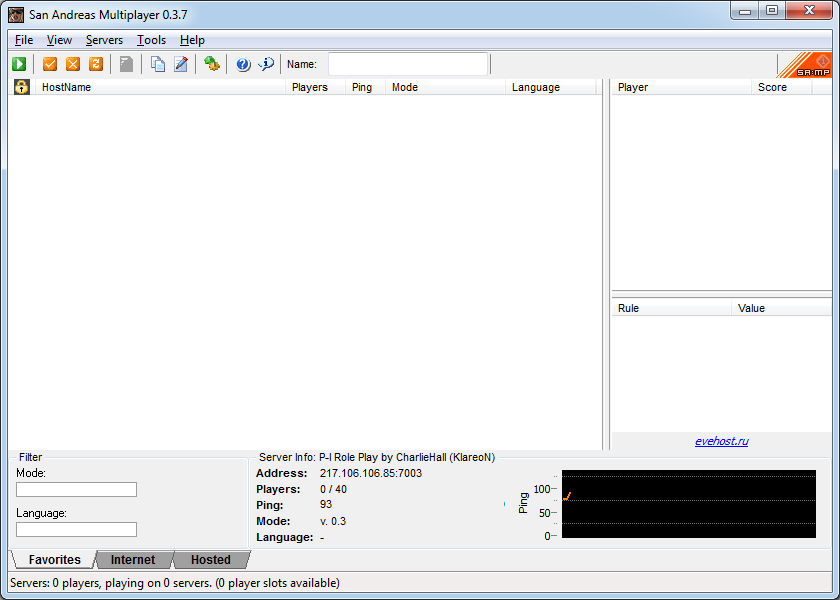 San Andreas Multiplayer 0.3.7
File View Servers Tools Help
Name:
SA:MP
HostName Players Ping Mode Language
Player Score
Rule Value
evehost.ru
Filter
Mode:
Language:
Server Info: P-I Role Play by CharlieHall (KlareoN)
Address: 217.106.106.85:7003
Players: 0 / 40
Ping: 93
Mode: v. 0.3
Language: -
Ping
100
50
0
Favorites Internet Hosted
Servers: 0 players, playing on 0 servers. (0 player slots available)